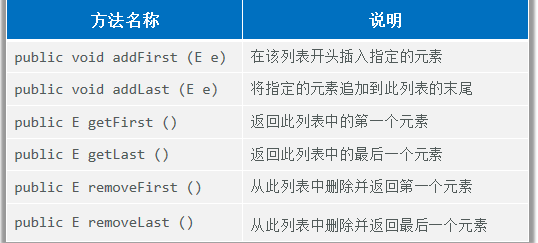 方法名称 说明
public void addFirst (E e) 在该列表开头插入指定的元素
public void addLast (E e) 将指定的元素追加到此列表的末尾
public E getFirst () 返回此列表中的第一个元素
public E getLast () 返回此列表中的最后一个元素
public E removeFirst () 从此列表中删除并返回第一个元素
public E removeLast () 从此列表中删除并返回最后一个元素